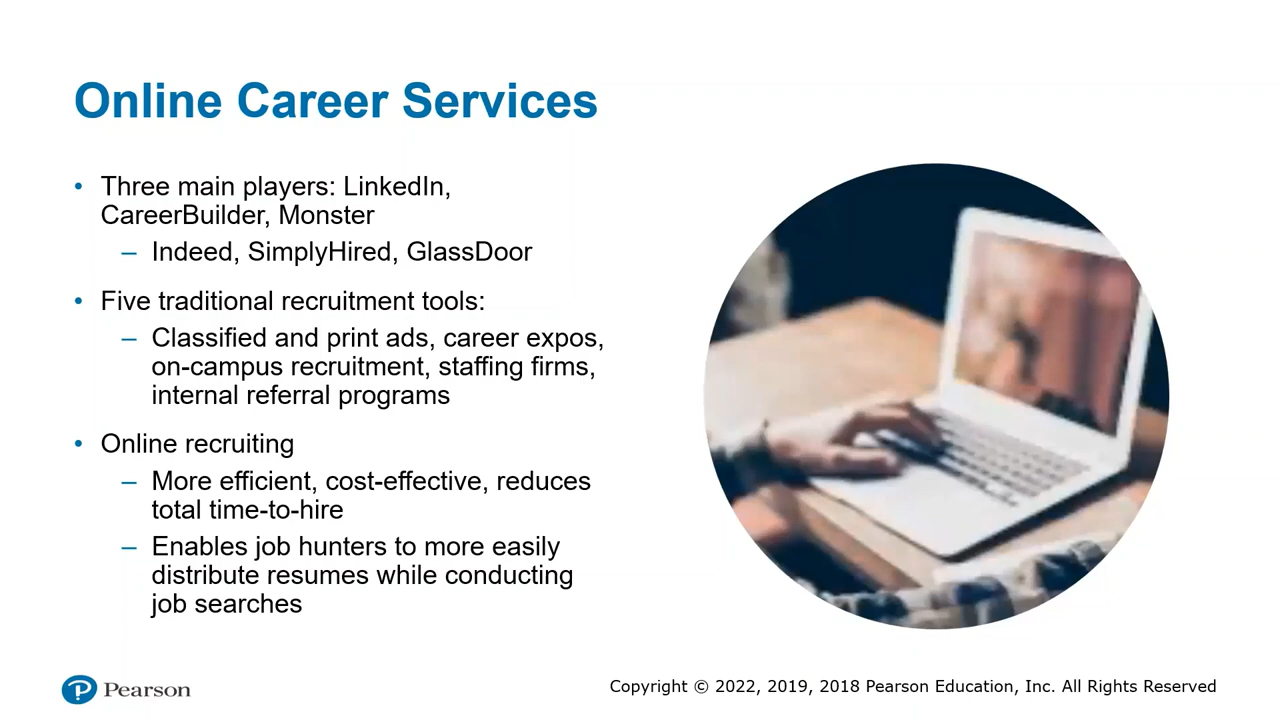 Online Career Services
• Three main players: LinkedIn,
CareerBuilder, Monster
– Indeed, SimplyHired, GlassDoor
• Five traditional recruitment tools:
– Classified and print ads, career expos,
on-campus recruitment, staffing firms,
internal referral programs
• Online recruiting
– More efficient, cost-effective, reduces
total time-to-hire
– Enables job hunters to more easily
distribute resumes while conducting
job searches
P Pearson
Copyright © 2022, 2019, 2018 Pearson Education, Inc. All Rights Reserved